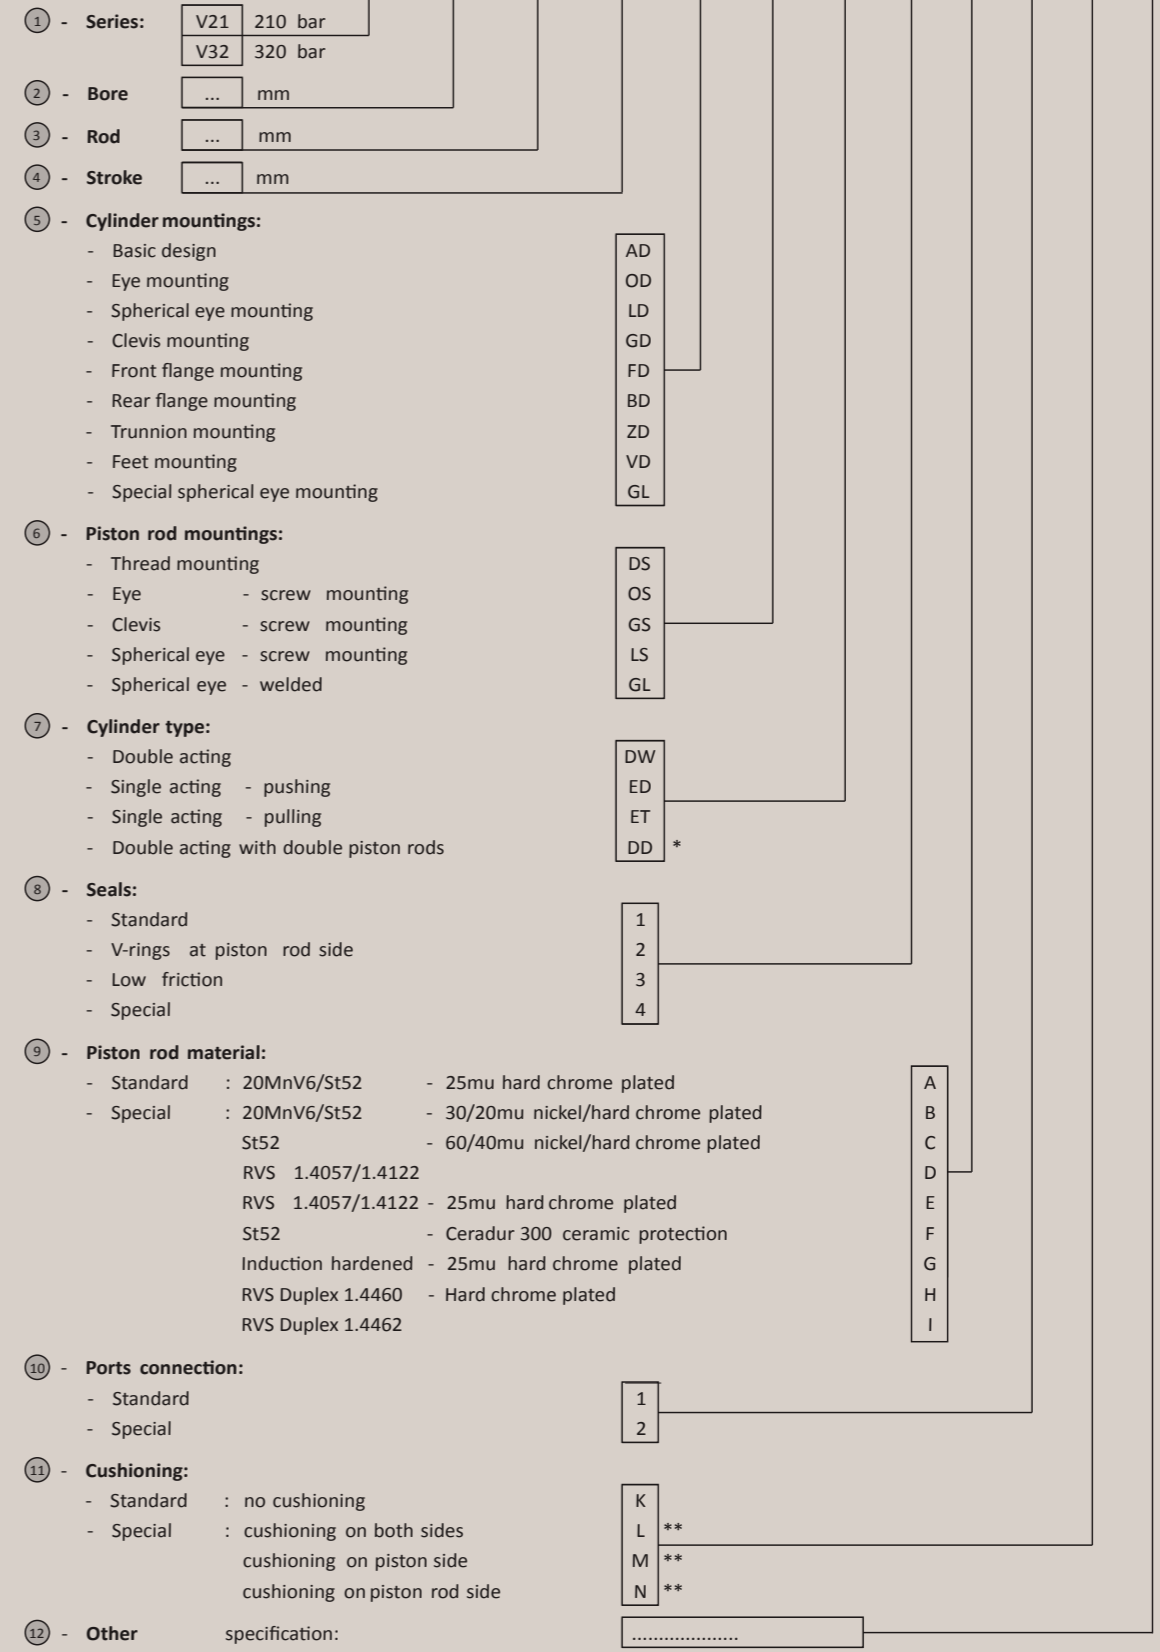 1 - Series: V21 210 bar
V32 320 bar
2 - Bore ... mm
3 - Rod ... mm
4 - Stroke ... mm
5 - Cylinder mountings:
- Basic design AD
- Eye mounting OD
- Spherical eye mounting LD
- Clevis mounting GD
- Front flange mounting FD
- Rear flange mounting BD
- Trunnion mounting ZD
- Feet mounting VD
- Special spherical eye mounting GL
6 - Piston rod mountings:
- Thread mounting DS
- Eye - screw mounting OS
- Clevis - screw mounting GS
- Spherical eye - screw mounting LS
- Spherical eye - welded GL
7 - Cylinder type:
- Double acting DW
- Single acting - pushing ED
- Single acting - pulling ET
- Double acting with double piston rods DD *
8 - Seals:
- Standard 1
- V-rings at piston rod side 2
- Low friction 3
- Special 4
9 - Piston rod material:
- Standard : 20MnV6/St52 - 25mu hard chrome plated A
- Special : 20MnV6/St52 - 30/20mu nickel/hard chrome plated B
St52 - 60/40mu nickel/hard chrome plated C
RVS 1.4057/1.4122 D
RVS 1.4057/1.4122 - 25mu hard chrome plated E
St52 - Ceradur 300 ceramic protection F
Induction hardened - 25mu hard chrome plated G
RVS Duplex 1.4460 - Hard chrome plated H
RVS Duplex 1.4462 I
10 - Ports connection:
- Standard 1
- Special 2
11 - Cushioning:
- Standard : no cushioning K
- Special : cushioning on both sides L **
cushioning on piston side M **
cushioning on piston rod side N **
12 - Other specification: ....................